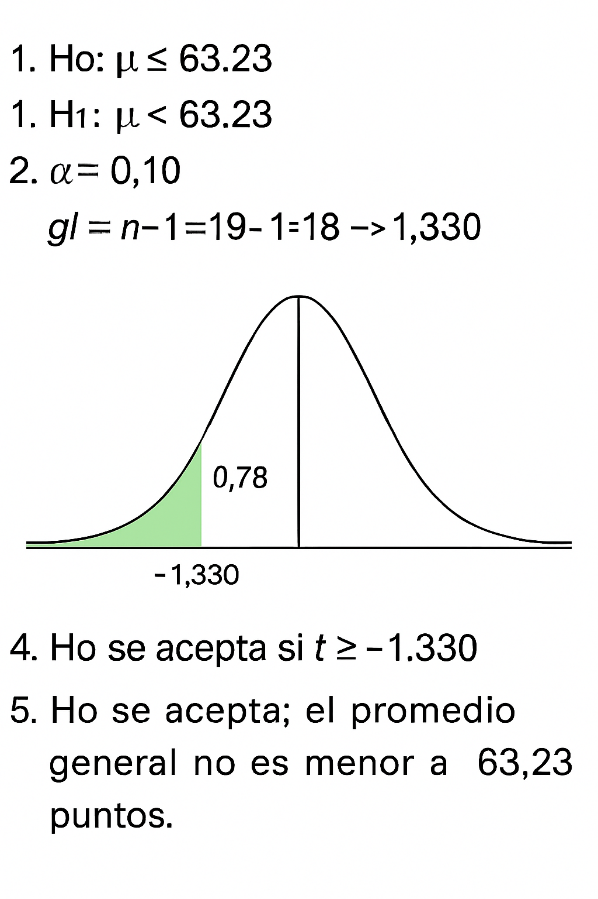 1. Ho: μ ≤ 63.23
1. H1: μ < 63.23
2. α= 0,10
gl = n-1=19-1=18 -> 1,330
0,78
-1,330
4. Ho se acepta si t ≥ -1.330
5. Ho se acepta; el promedio
general no es menor a 63,23
puntos.